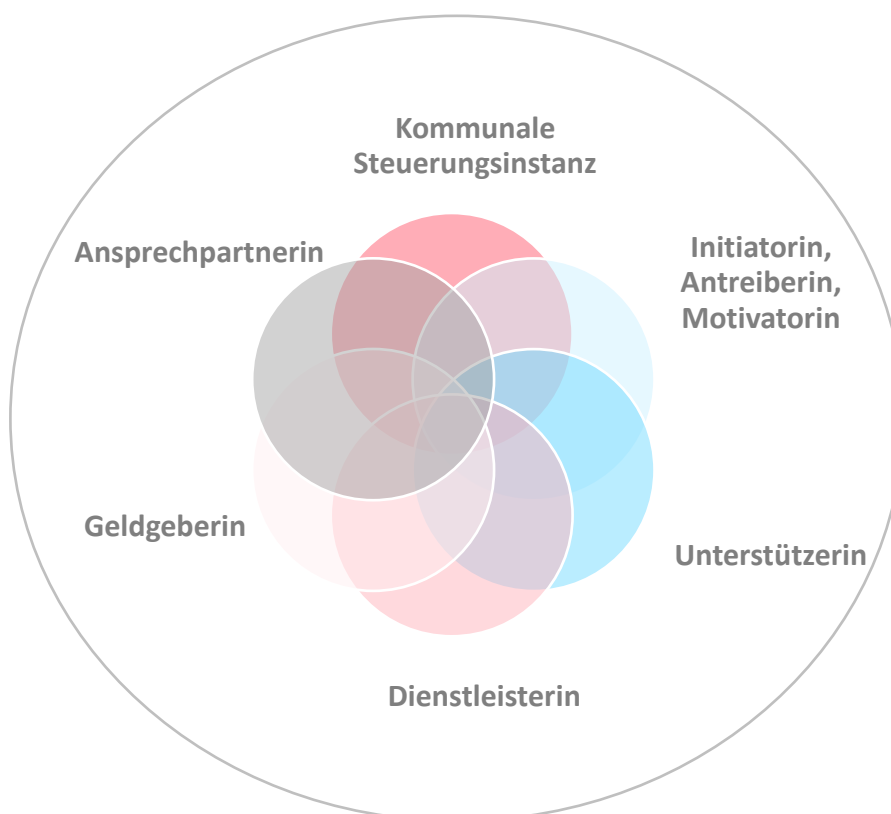 Kommunale
Steuerungsinstanz
Ansprechpartnerin
Initiatorin,
Antreiberin,
Motivatorin
Geldgeberin
Unterstützerin
Dienstleisterin